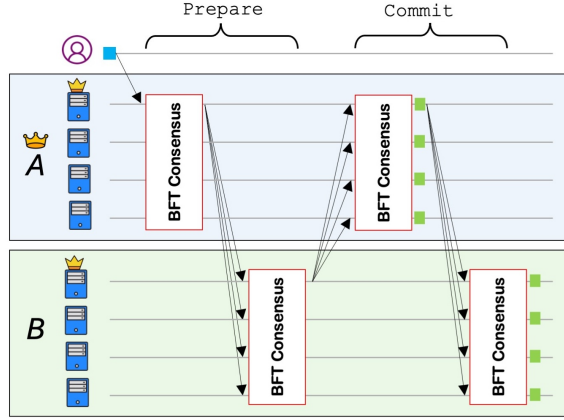 Prepare
Commit
A
BFT Consensus
BFT Consensus
B
BFT Consensus
BFT Consensus